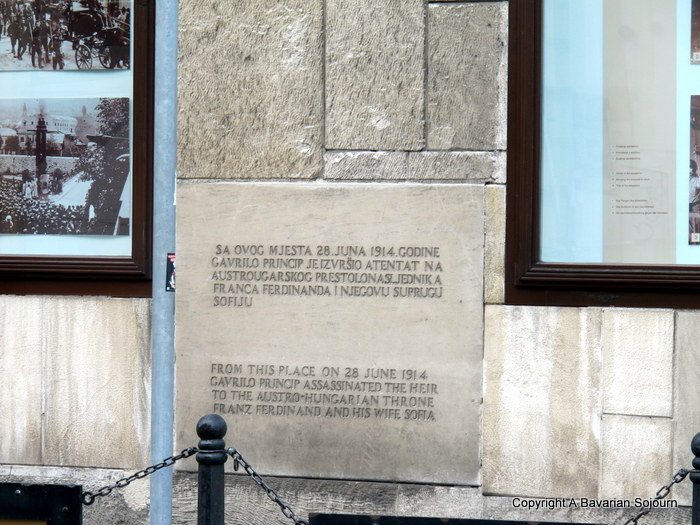 SA OVOG MJESTA 28. JUNA 1914. GODINE
GAVRILO PRINCIP JE IZVRŠIO ATENTAT NA
AUSTROUGARSKOG PRESTOLONASLJEDNIKA
FRANCA FERDINANDA I NJEGOVU SUPRUGU
SOFIJU
FROM THIS PLACE ON 28 JUNE 1914
GAVRILO PRINCIP ASSASSINATED THE HEIR
TO THE AUSTRO-HUNGARIAN THRONE
FRANZ FERDINAND AND HIS WIFE SOFIA
Copyright A Bavarian Sojourn